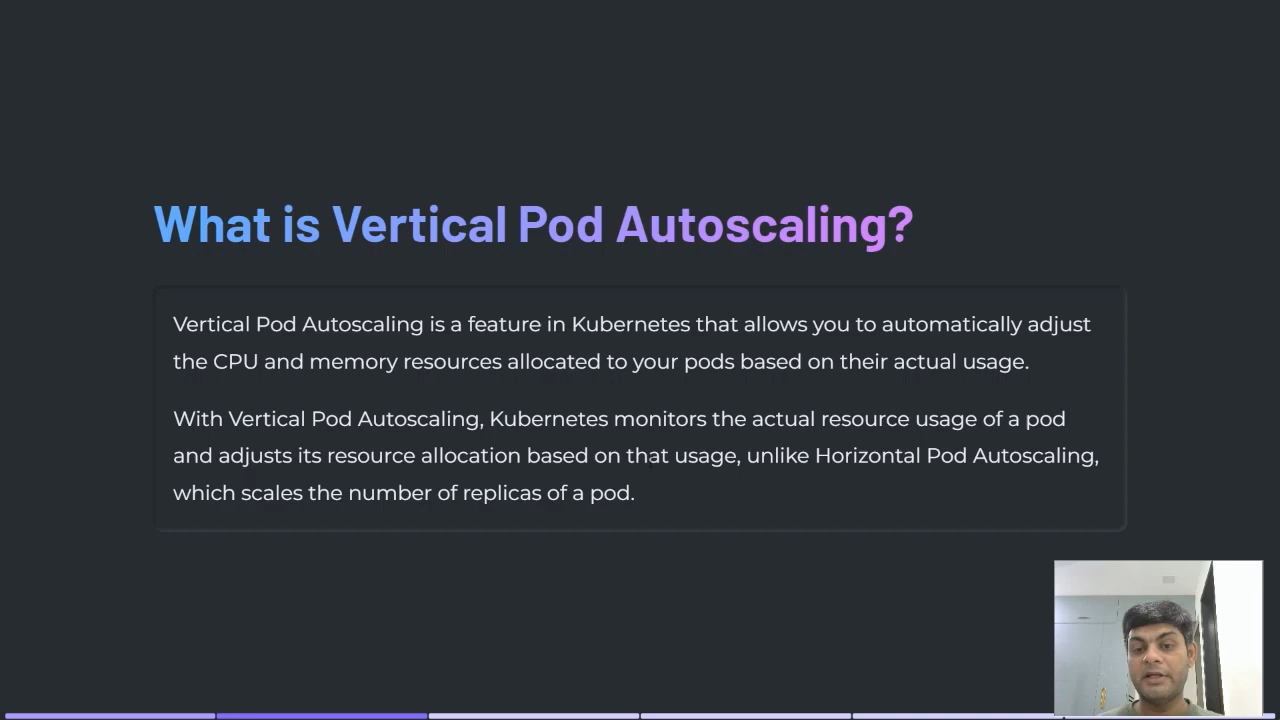 What is Vertical Pod Autoscaling?
Vertical Pod Autoscaling is a feature in Kubernetes that allows you to automatically adjust
the CPU and memory resources allocated to your pods based on their actual usage.
With Vertical Pod Autoscaling, Kubernetes monitors the actual resource usage of a pod
and adjusts its resource allocation based on that usage, unlike Horizontal Pod Autoscaling,
which scales the number of replicas of a pod.